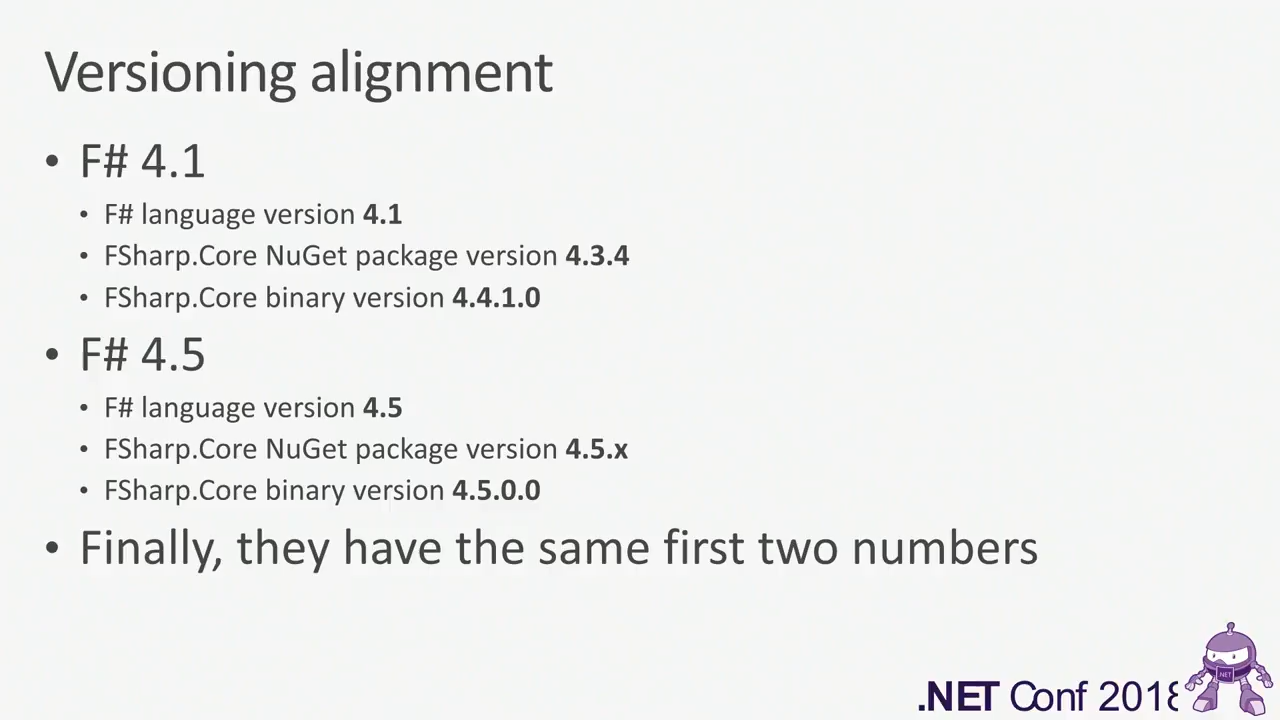 Versioning alignment
• F# 4.1
• F# language version 4.1
• FSharp.Core NuGet package version 4.3.4
• FSharp.Core binary version 4.4.1.0
• F# 4.5
• F# language version 4.5
• FSharp.Core NuGet package version 4.5.x
• FSharp.Core binary version 4.5.0.0
• Finally, they have the same first two numbers
.NET
.NET Conf 2018